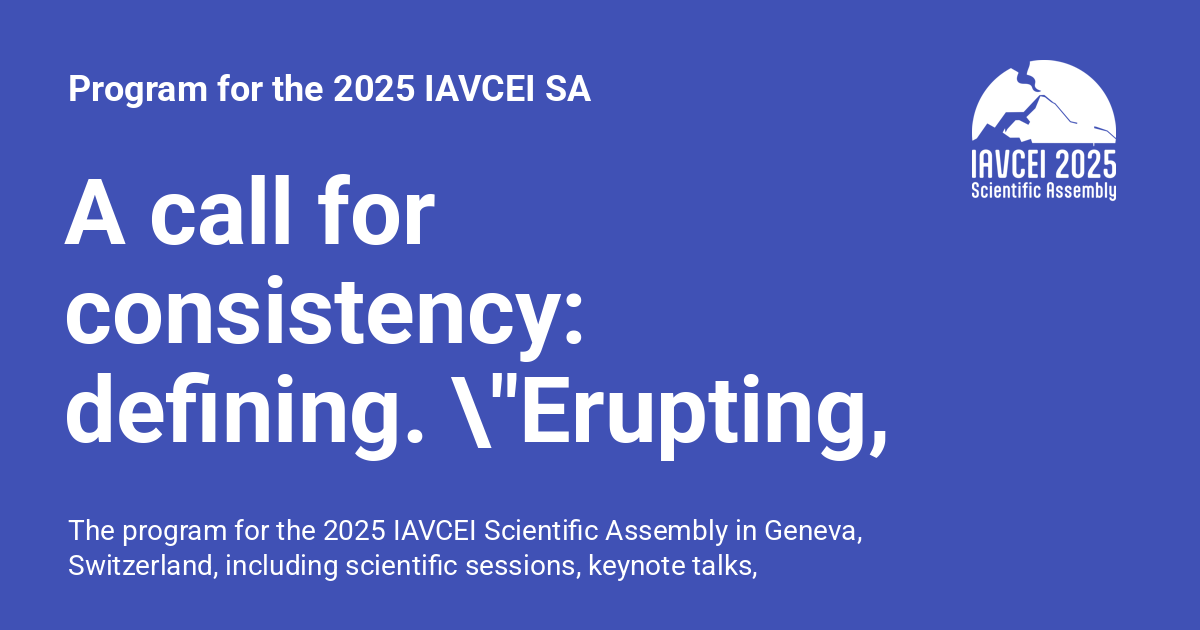 Program for the 2025 IAVCEI SA
IAVCEI 2025
Scientific Assembly
A call for
consistency:
defining. \"Erupting,
The program for the 2025 IAVCEI Scientific Assembly in Geneva,
Switzerland, including scientific sessions, keynote talks,